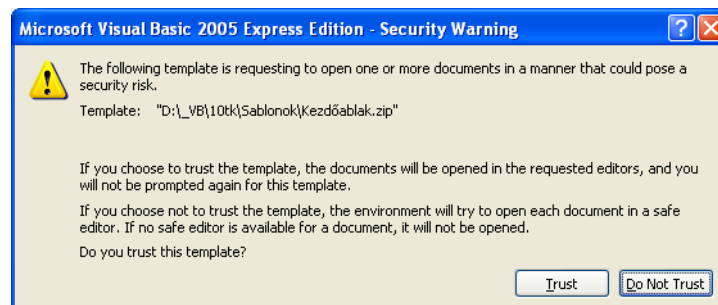 Microsoft Visual Basic 2005 Express Edition - Security Warning
The following template is requesting to open one or more documents in a manner that could pose a
security risk.
Template: "D:\_VB\10tk\Sablonok\Kezdőablak.zip"
If you choose to trust the template, the documents will be opened in the requested editors, and you
will not be prompted again for this template.
If you choose not to trust the template, the environment will try to open each document in a safe
editor. If no safe editor is available for a document, it will not be opened.
Do you trust this template?
Trust Do Not Trust